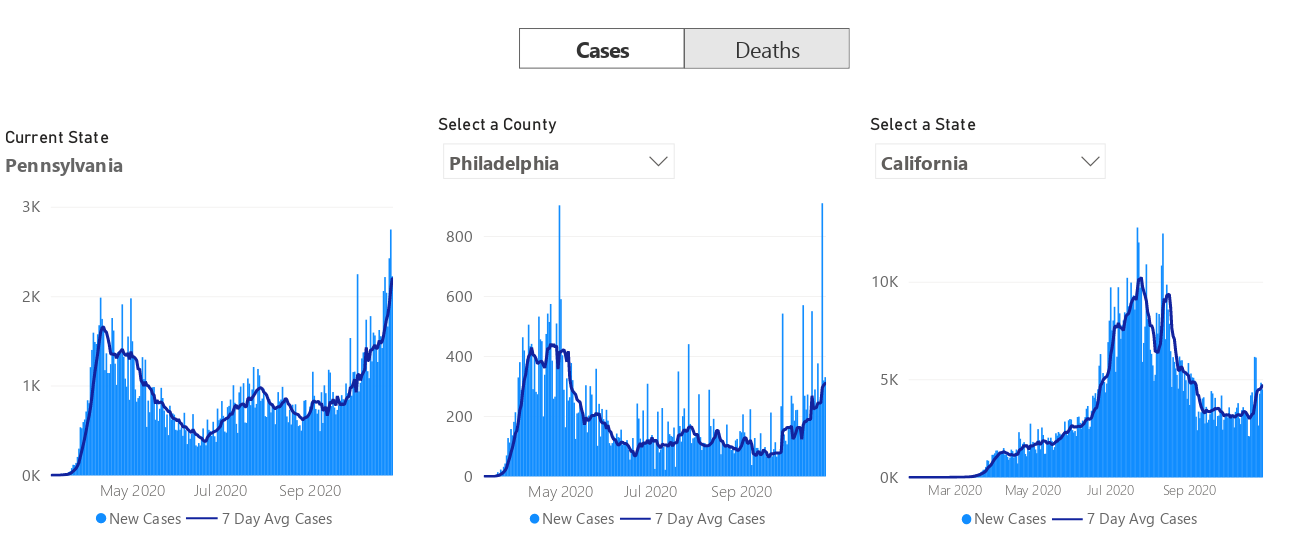 Cases
Deaths
Current State
Pennsylvania
3K
2K
1K
0K
May 2020
Jul 2020
Sep 2020
New Cases
7 Day Avg Cases
Select a County
Philadelphia
800
600
400
200
0
May 2020
Jul 2020
Sep 2020
New Cases
7 Day Avg Cases
Select a State
California
10K
5K
0K
Mar 2020
May 2020
Jul 2020
Sep 2020
New Cases
7 Day Avg Cases